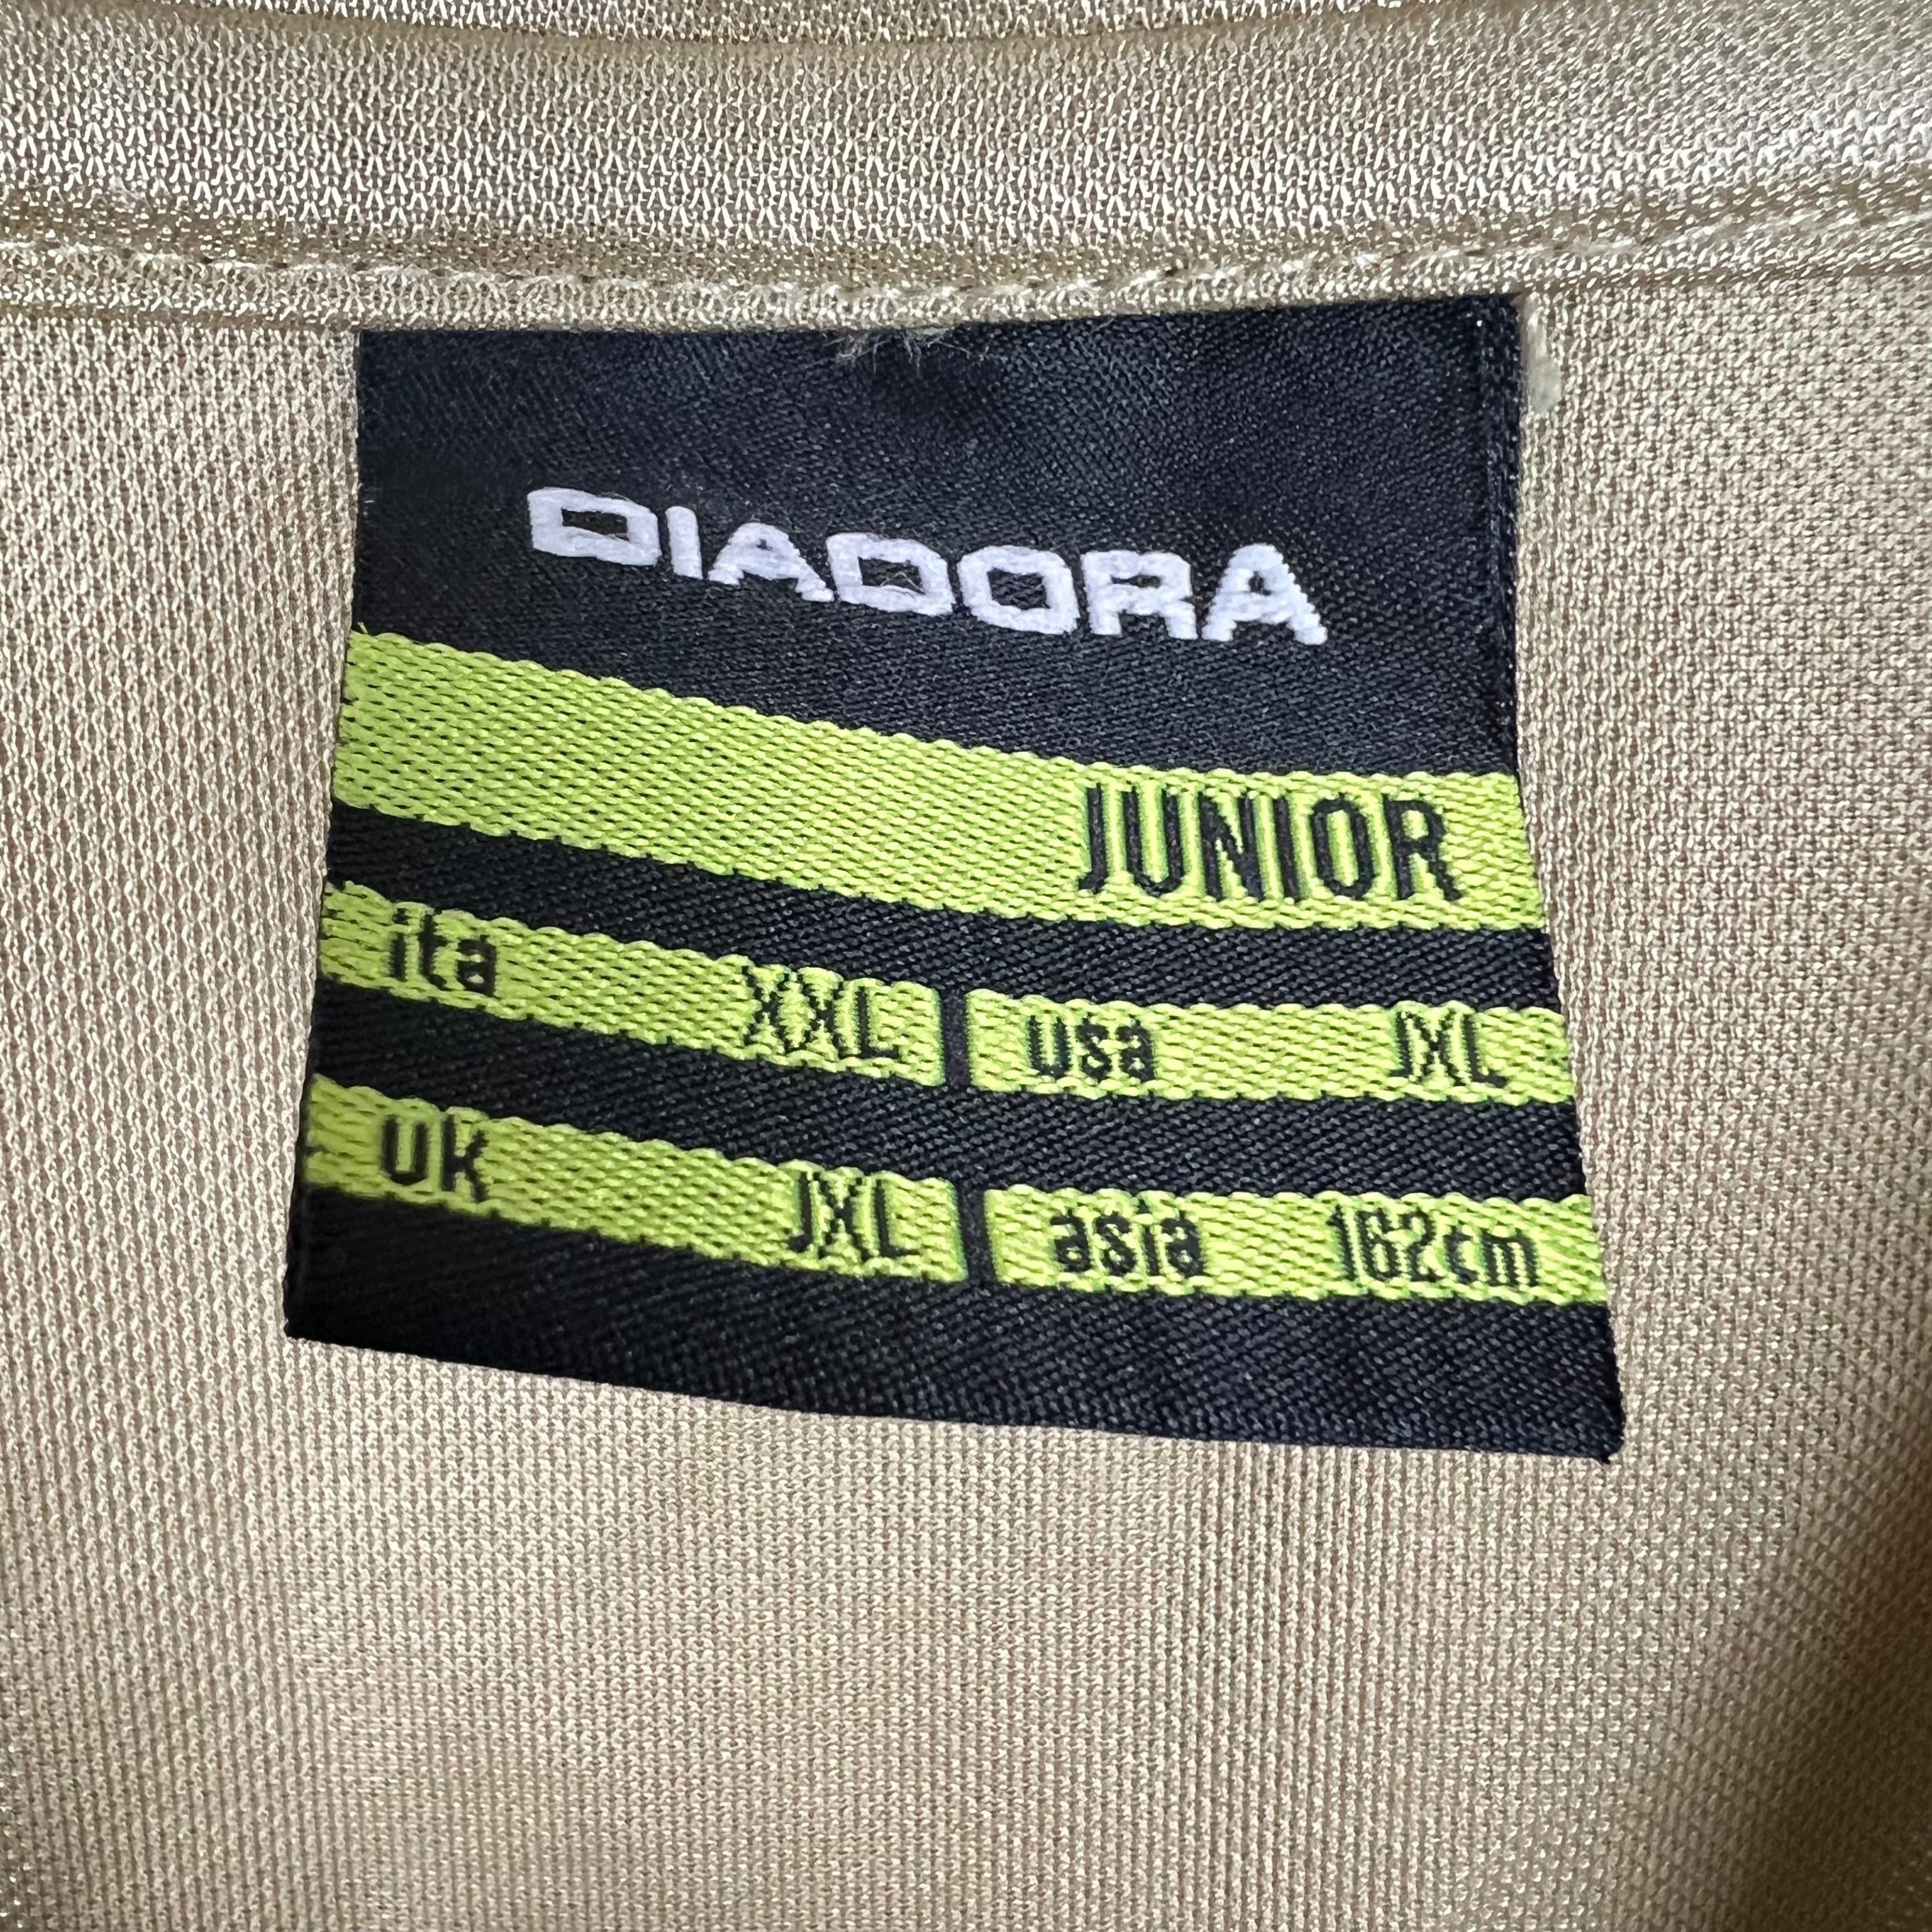 DIADORA
JUNIOR
ita XXL usa JXL
uk JXL asia 162cm